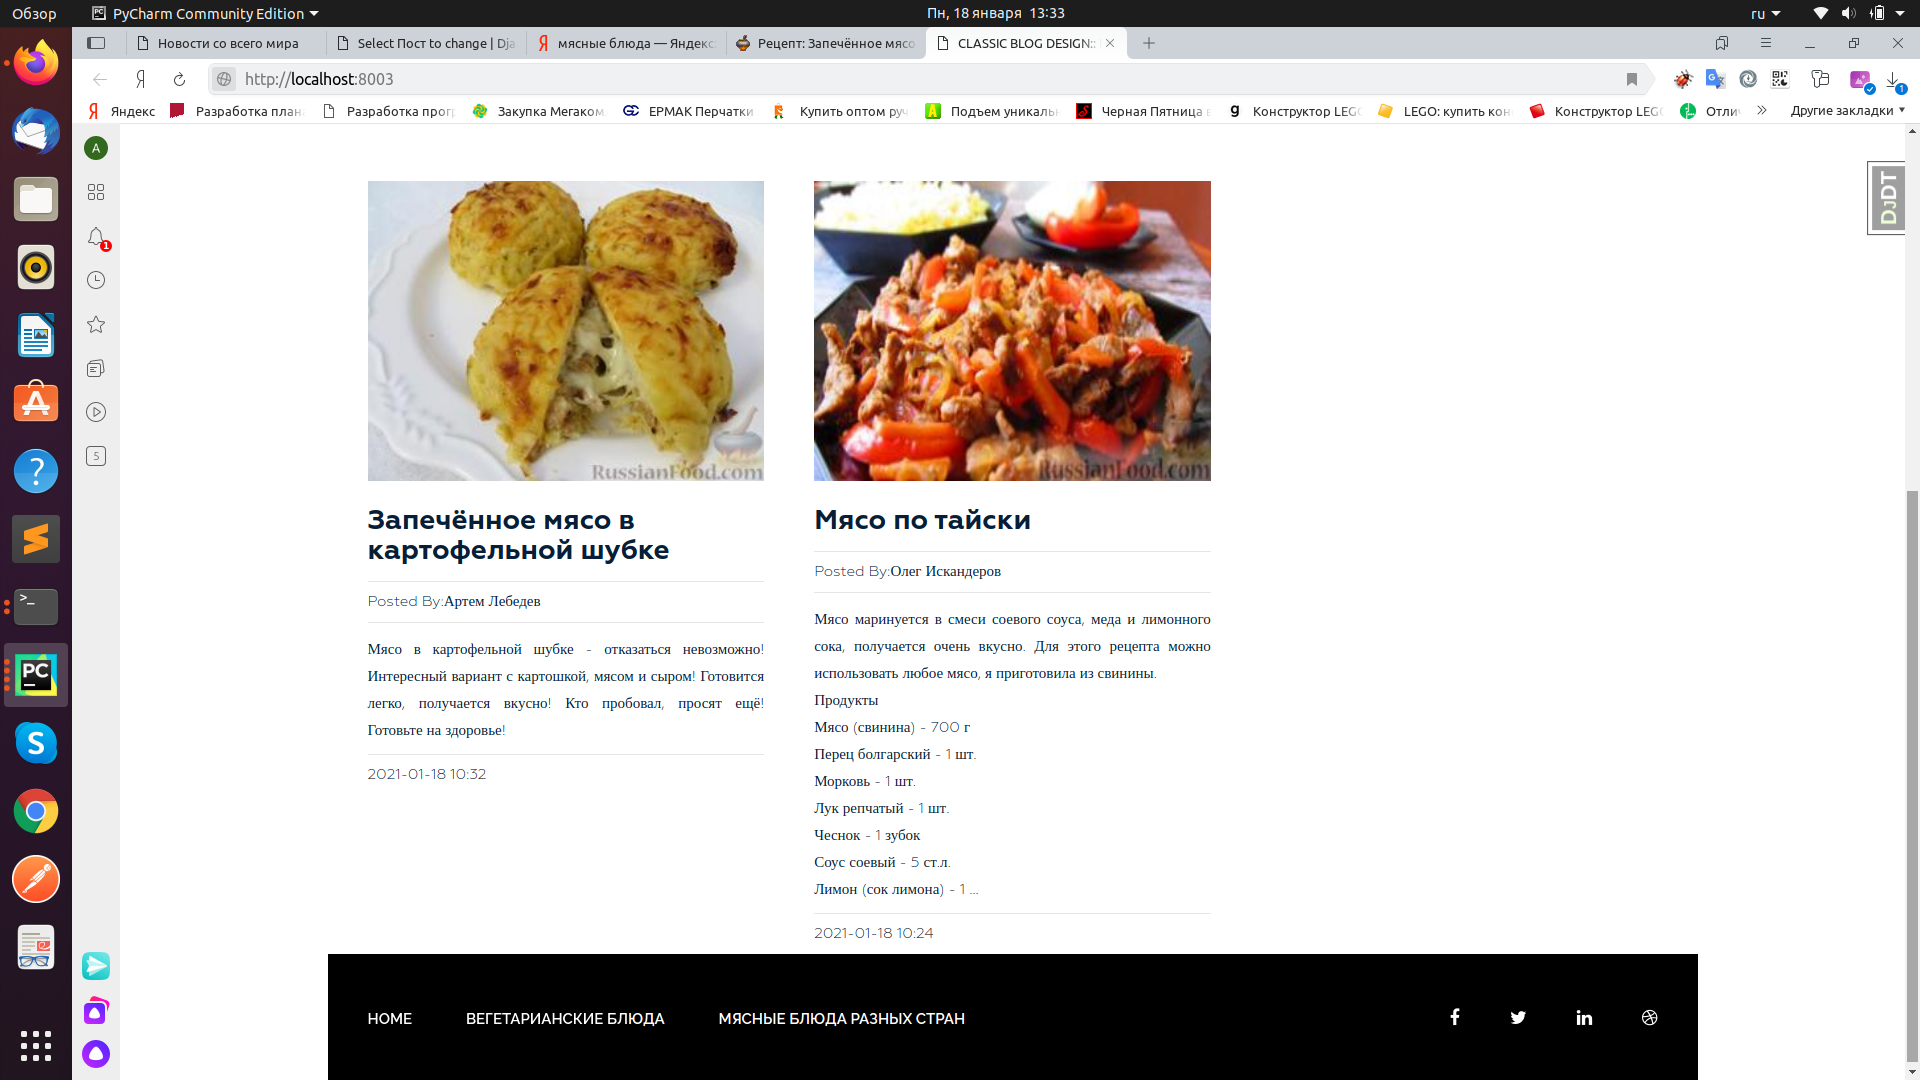 Обзор
PyCharm Community Edition
Пн, 18 января 13:33
ru
Новости со всего мира
Select Пост to change | Dja
мясные блюда — Яндекс
Рецепт: Запечённое мясо
CLASSIC BLOG DESIGN::
http://localhost:8003
1
Яндекс
Разработка план
Разработка прог
Закупка Мегаком
ЕРМАК Перчатки
Купить оптом руч
Подъем уникаль
Черная Пятница в
Конструктор LEGO
LEGO: купить кон
Конструктор LEGO
Отли
Другие закладки
A
1
5
DjDT
RussianFood.com
RussianFood.com
Запечённое мясо в
картофельной шубке
Posted By:Артем Лебедев
Мясо в картофельной шубке - отказаться невозможно!
Интересный вариант с картошкой, мясом и сыром! Готовится
легко, получается вкусно! Кто пробовал, просят ещё!
Готовьте на здоровье!
2021-01-18 10:32
Мясо по тайски
Posted By:Олег Искандеров
Мясо маринуется в смеси соевого соуса, меда и лимонного
сока, получается очень вкусно. Для этого рецепта можно
использовать любое мясо, я приготовила из свинины.
Продукты
Мясо (свинина) - 700 г
Перец болгарский - 1 шт.
Морковь - 1 шт.
Лук репчатый - 1 шт.
Чеснок - 1 зубок
Соус соевый - 5 ст.л.
Лимон (сок лимона) - 1 ...
2021-01-18 10:24
HOME
ВЕГЕТАРИАНСКИЕ БЛЮДА
МЯСНЫЕ БЛЮДА РАЗНЫХ СТРАН